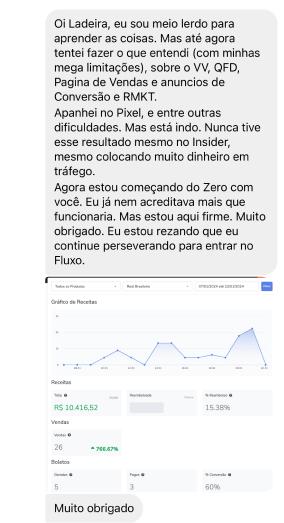 Oi Ladeira, eu sou meio lerdo para
aprender as coisas. Mas até agora
tentei fazer o que entendi (com minhas
mega limitações), sobre o VV, QFD,
Pagina de Vendas e anuncios de
Conversão e RMKT.
Apanhei no Pixel, e entre outras
dificuldades. Mas está indo. Nunca tive
esse resultado mesmo no Insider,
mesmo colocando muito dinheiro em
tráfego.
Agora estou começando do Zero com
você. Eu já nem acreditava mais que
funcionaria. Mas estou aqui firme. Muito
obrigado. Eu estou rezando que eu
continue perseverando para entrar no
Fluxo.
Todos os Produtos
Real Brasileiro
Gráfico de Receitas
Receitas
Total
Reembolsado
% Reembolso
R$ 10.416,52
15.38%
Vendas
Vendas
26
766.67%
Boletos
Gerados
Pagos
% Conversão
5
3
60%
Muito obrigado